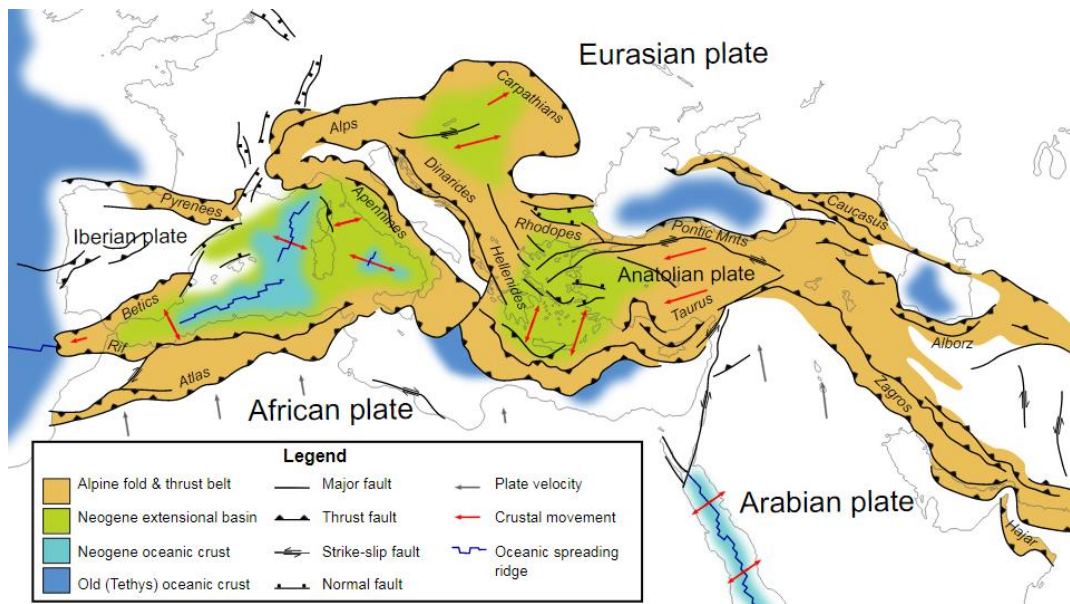 Eurasian plate
Carpathians
Alps
Dinarides
Pyrenees
Apennines
Iberian plate
Rhodopes
Pontic Mnts
Caucasus
Hellenides
Anatolian plate
Taurus
Betics
Rif
Atlas
Alborz
Zagros
African plate
Arabian plate
Hajar
Legend
Alpine fold & thrust belt
Major fault
Plate velocity
Neogene extensional basin
Thrust fault
Crustal movement
Neogene oceanic crust
Strike-slip fault
Oceanic spreading
ridge
Old (Tethys) oceanic crust
Normal fault